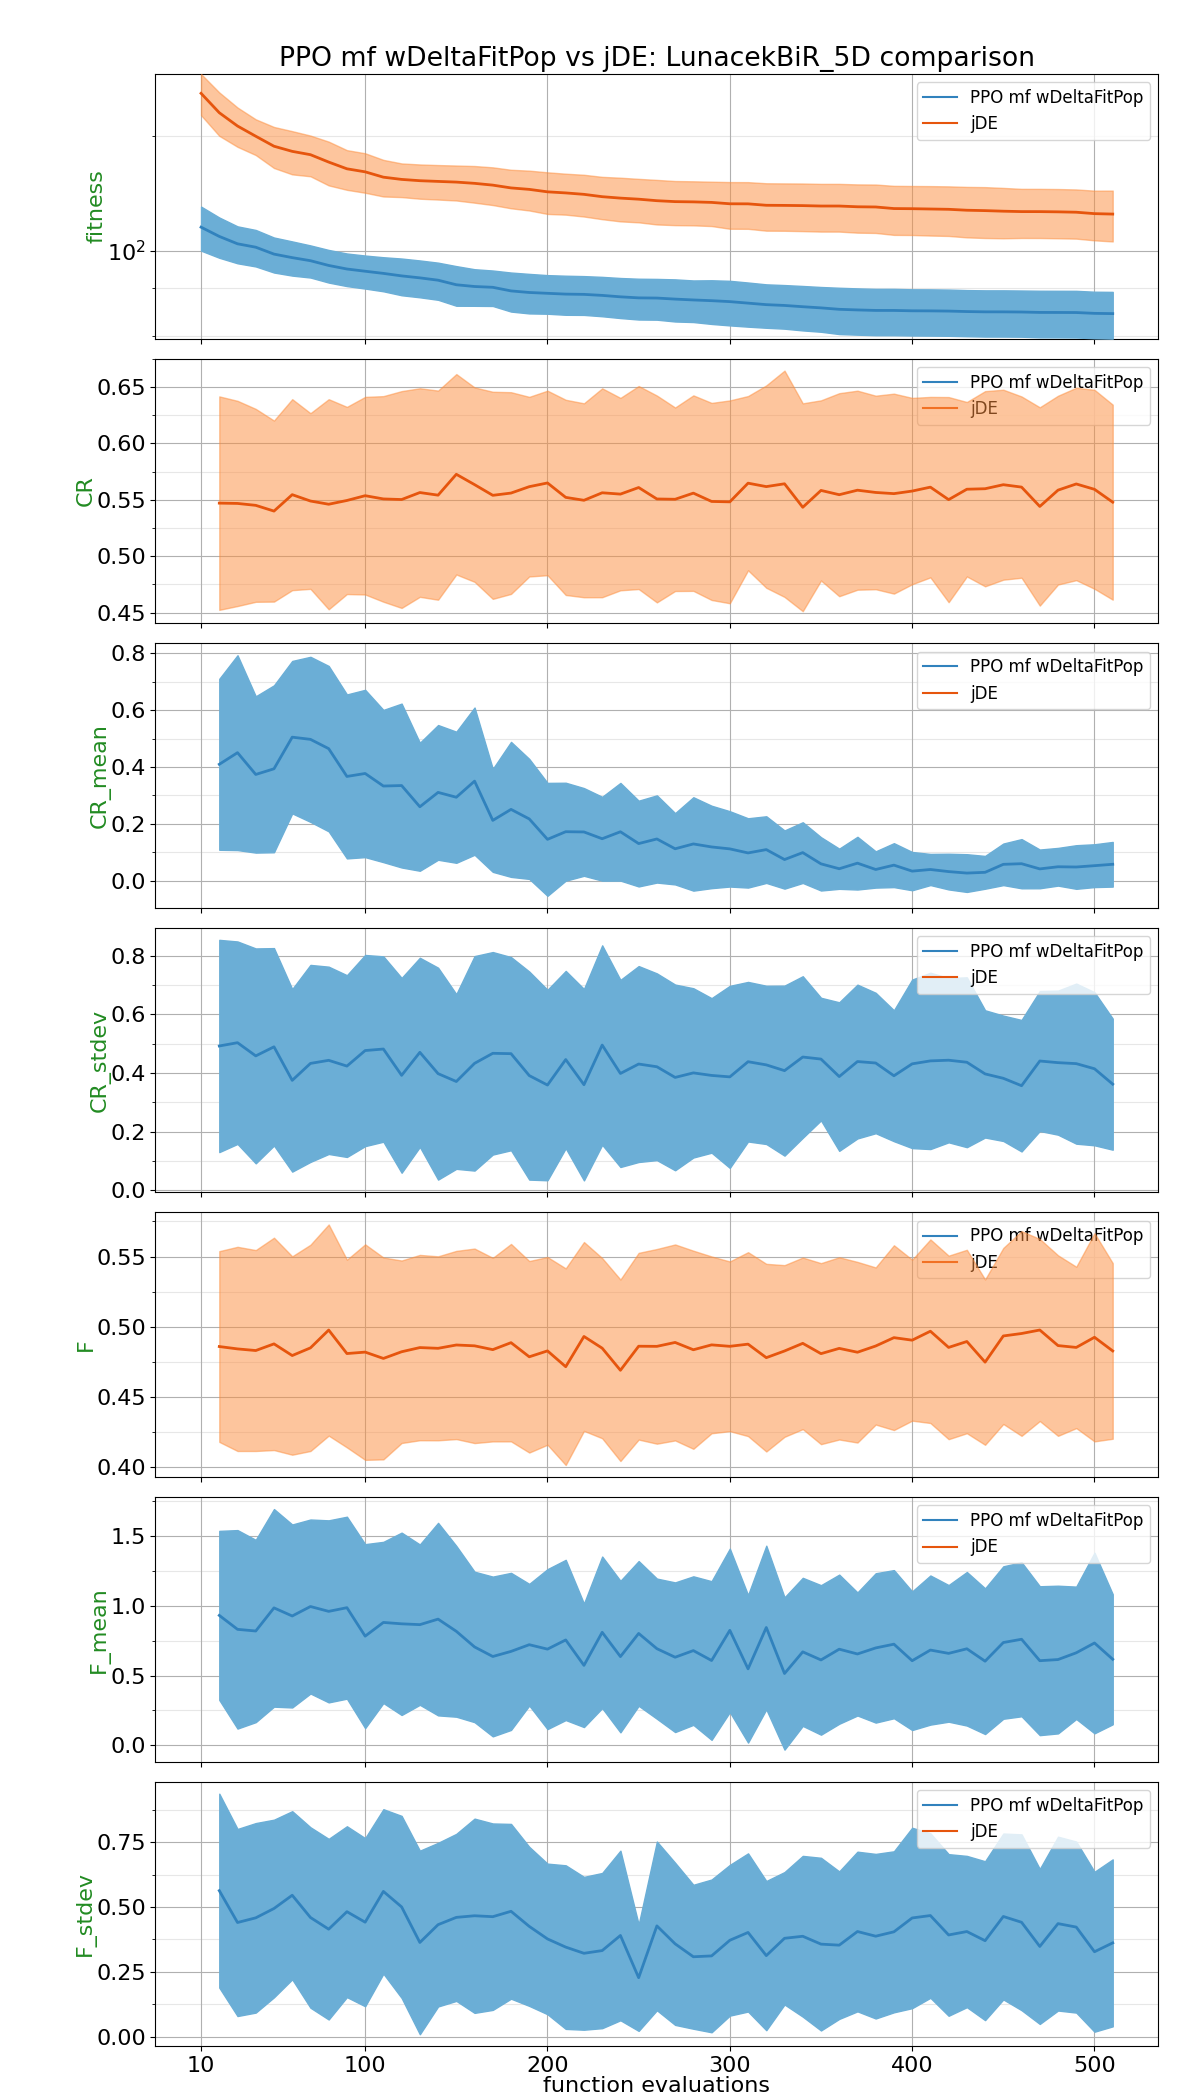 PPO mf wDeltaFitPop vs jDE: LunacekBiR_5D comparison
PPO mf wDeltaFitPop
jDE
fitness
10²
PPO mf wDeltaFitPop
jDE
CR
0.65
0.60
0.55
0.50
0.45
PPO mf wDeltaFitPop
jDE
CR_mean
0.8
0.6
0.4
0.2
0.0
PPO mf wDeltaFitPop
jDE
CR_stdev
0.8
0.6
0.4
0.2
0.0
PPO mf wDeltaFitPop
jDE
F
0.55
0.50
0.45
0.40
PPO mf wDeltaFitPop
jDE
F_mean
1.5
1.0
0.5
0.0
PPO mf wDeltaFitPop
jDE
F_stdev
0.75
0.50
0.25
0.00
10 100 200 300 400 500
function evaluations